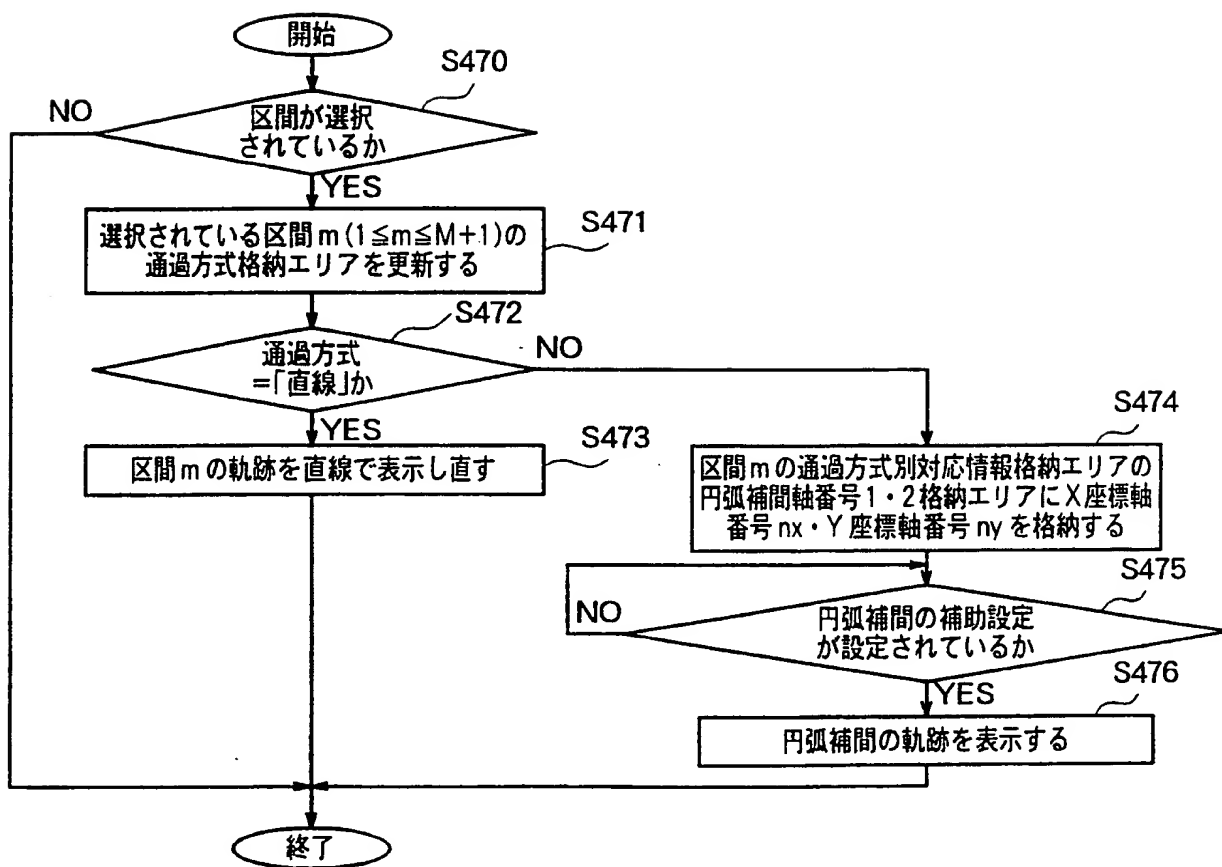 開始
S470
NO
区間が選択
されているか
YES
S471
選択されている区間m(1≦m≦M+1)の
通過方式格納エリアを更新する
S472
通過方式
=「直線」か
NO
YES
S473
区間mの軌跡を直線で表示し直す
S474
区間mの通過方式別対応情報格納エリアの
円弧補間軸番号1・2格納エリアにX座標軸
番号nx・Y座標軸番号nyを格納する
S475
NO
円弧補間の補助設定
が設定されているか
YES
S476
円弧補間の軌跡を表示する
終了